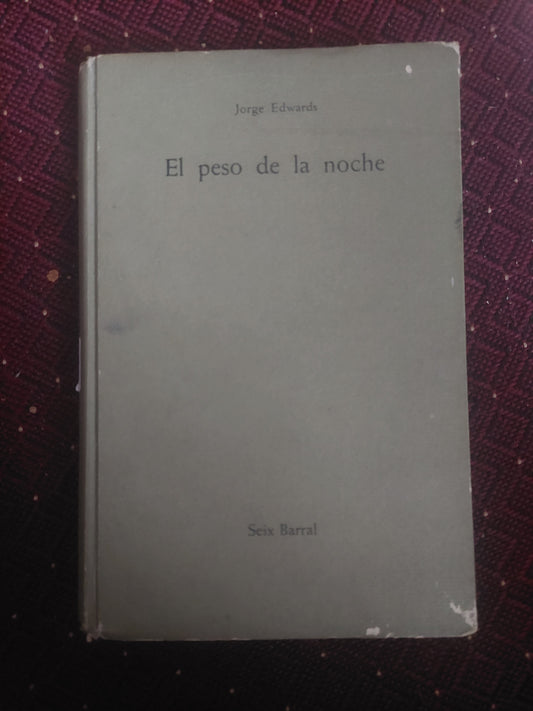 Jorge Edwards
El peso de la noche
Seix Barral